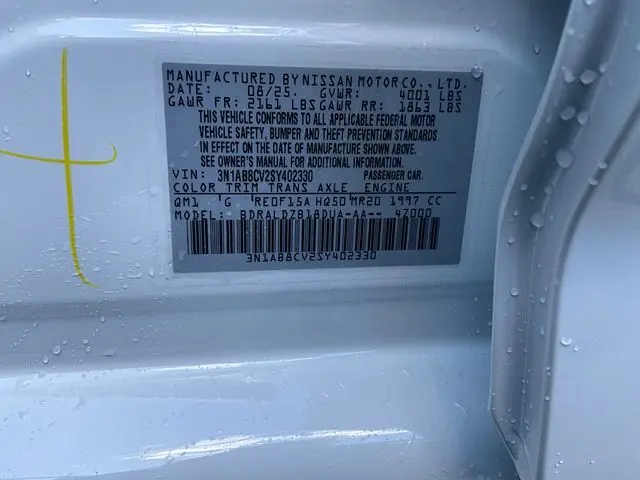 MANUFACTURED BY NISSAN MOTOR CO., LTD.
DATE: 08/25. GVWR: 4001 LBS
GAWR FR: 2161 LBS GAWR RR: 1863 LBS
THIS VEHICLE CONFORMS TO ALL APPLICABLE FEDERAL MOTOR
VEHICLE SAFETY, BUMPER AND THEFT PREVENTION STANDARDS
IN EFFECT ON THE DATE OF MANUFACTURE SHOWN ABOVE.
SEE OWNER'S MANUAL FOR ADDITIONAL INFORMATION.
VIN: 3N1AB8CV2SY402330 PASSENGER CAR.
COLOR TRIM TRANS AXLE ENGINE
QM1 G RE0F15A HQ50 MR20 1997 CC
MODEL: BDRALDZB18DUA-AA-- 47000
3N1AB8CV2SY402330